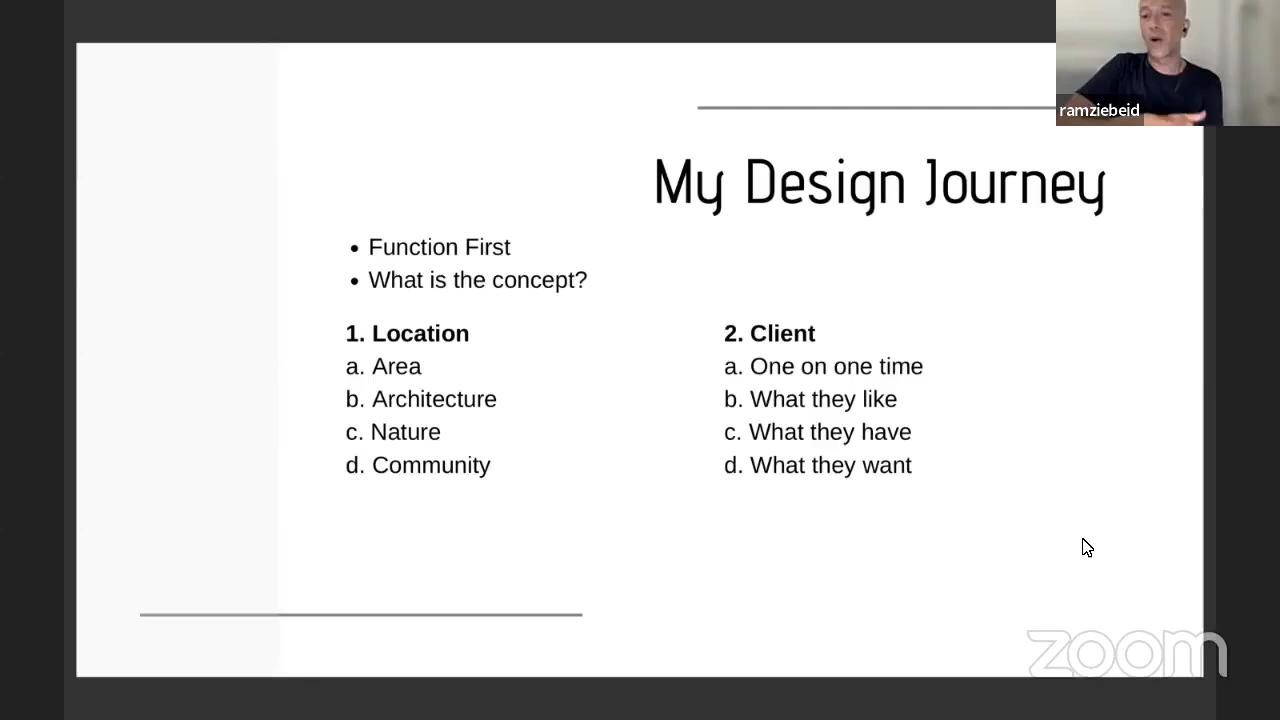 ramziebeid
My Design Journey
• Function First
• What is the concept?
1. Location
a. Area
b. Architecture
c. Nature
d. Community
2. Client
a. One on one time
b. What they like
c. What they have
d. What they want
zoom